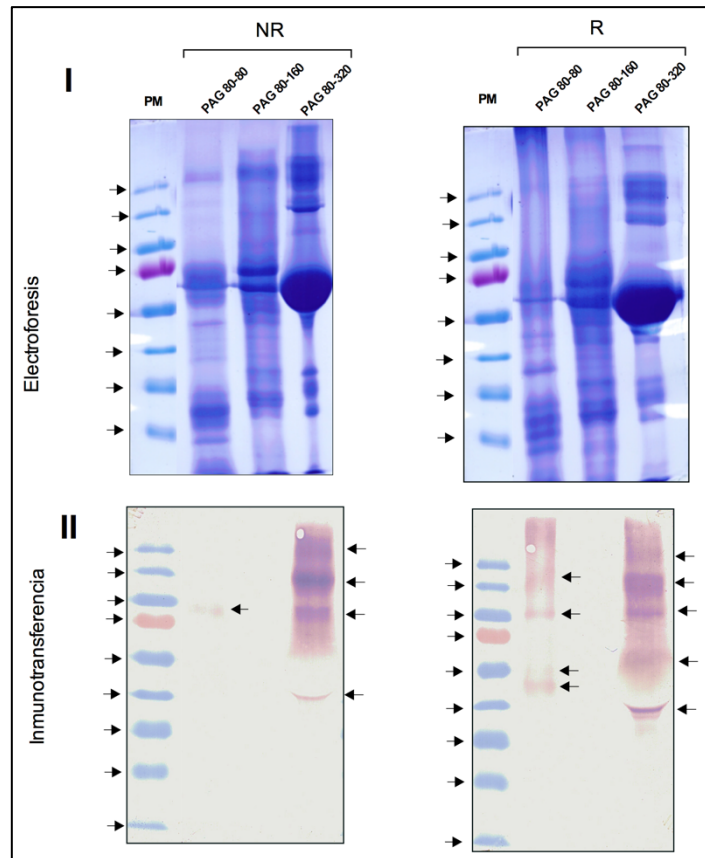 NR
R
I
PM
PAG 80-80
PAG 80-160
PAG 80-320
PM
PAG 80-80
PAG 80-160
PAG 80-320
Electroforesis
II
Inmunotransferencia